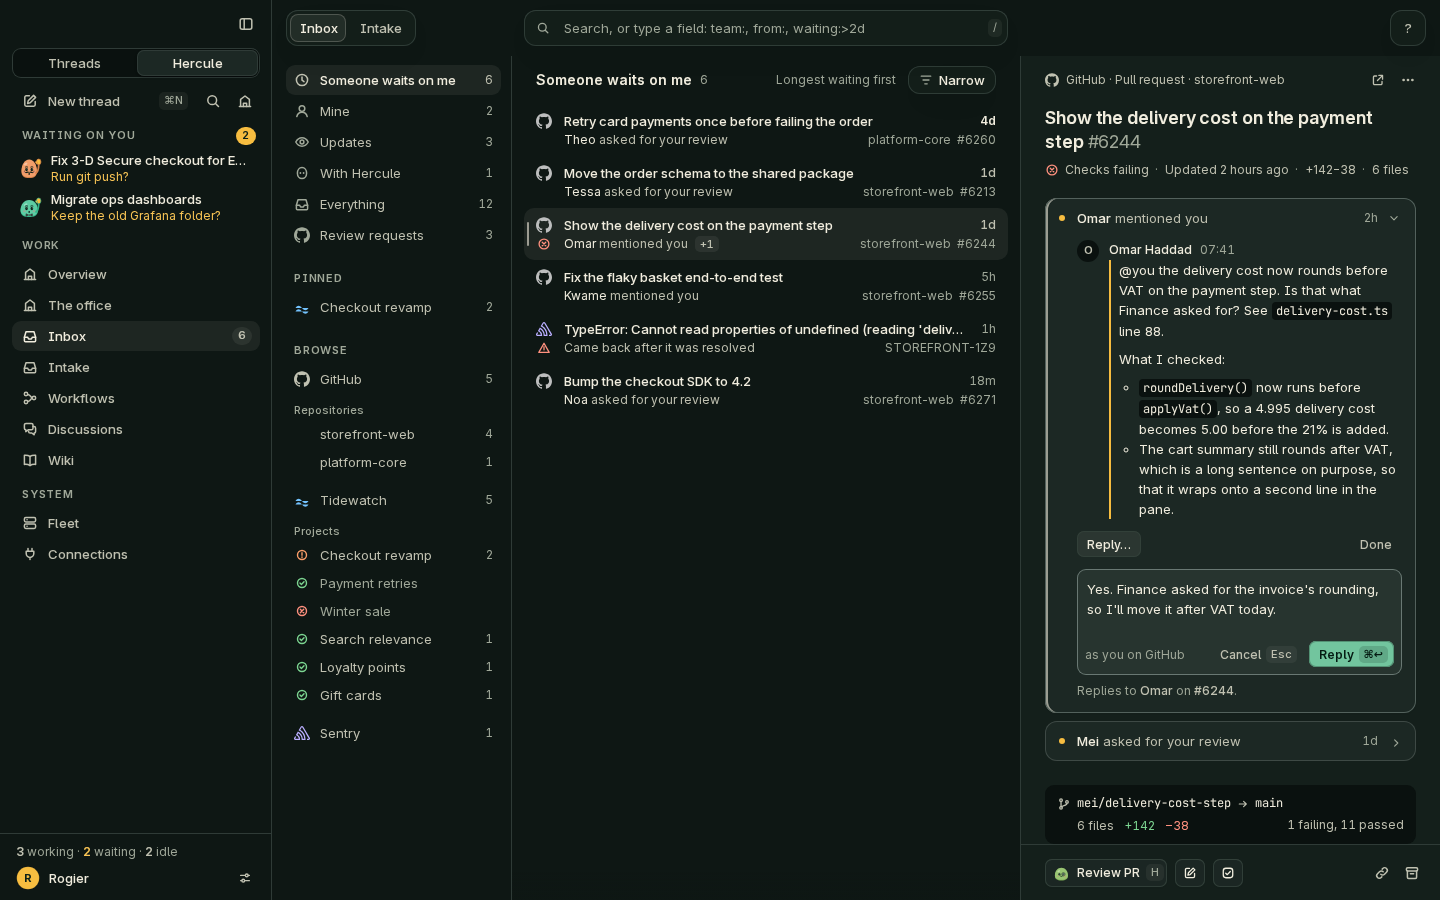 Threads
Hercule
New thread ⌘N
WAITING ON YOU 2
Fix 3-D Secure checkout for E…
Run git push?
Migrate ops dashboards
Keep the old Grafana folder?
WORK
Overview
The office
Inbox 6
Intake
Workflows
Discussions
Wiki
SYSTEM
Fleet
Connections
3 working · 2 waiting · 2 idle
R Rogier
Inbox
Intake
Someone waits on me 6
Mine 2
Updates 3
With Hercule 1
Everything 12
Review requests 3
PINNED
Checkout revamp 2
BROWSE
GitHub 5
Repositories
storefront-web 4
platform-core 1
Tidewatch 5
Projects
Checkout revamp 2
Payment retries
Winter sale
Search relevance 1
Loyalty points 1
Gift cards 1
Sentry 1
Search, or type a field: team:, from:, waiting:>2d /
?
Someone waits on me 6 Longest waiting first Narrow
Retry card payments once before failing the order 4d
Theo asked for your review platform-core #6260
Move the order schema to the shared package 1d
Tessa asked for your review storefront-web #6213
Show the delivery cost on the payment step 1d
Omar mentioned you +1 storefront-web #6244
Fix the flaky basket end-to-end test 5h
Kwame mentioned you storefront-web #6255
TypeError: Cannot read properties of undefined (reading 'deliv… 1h
Came back after it was resolved STOREFRONT-1Z9
Bump the checkout SDK to 4.2 18m
Noa asked for your review storefront-web #6271
GitHub · Pull request · storefront-web
Show the delivery cost on the payment
step #6244
Checks failing · Updated 2 hours ago · +142−38 · 6 files
Omar mentioned you 2h
O Omar Haddad 07:41
@you the delivery cost now rounds before
VAT on the payment step. Is that what
Finance asked for? See delivery-cost.ts
line 88.
What I checked:
roundDelivery() now runs before
applyVat(), so a 4.995 delivery cost
becomes 5.00 before the 21% is added.
The cart summary still rounds after VAT,
which is a long sentence on purpose, so
that it wraps onto a second line in the
pane.
Reply… Done
Yes. Finance asked for the invoice's rounding,
so I'll move it after VAT today.
as you on GitHub Cancel Esc Reply ⌘↩
Replies to Omar on #6244.
Mei asked for your review 1d
mei/delivery-cost-step → main
6 files +142 −38 1 failing, 11 passed
Review PR H